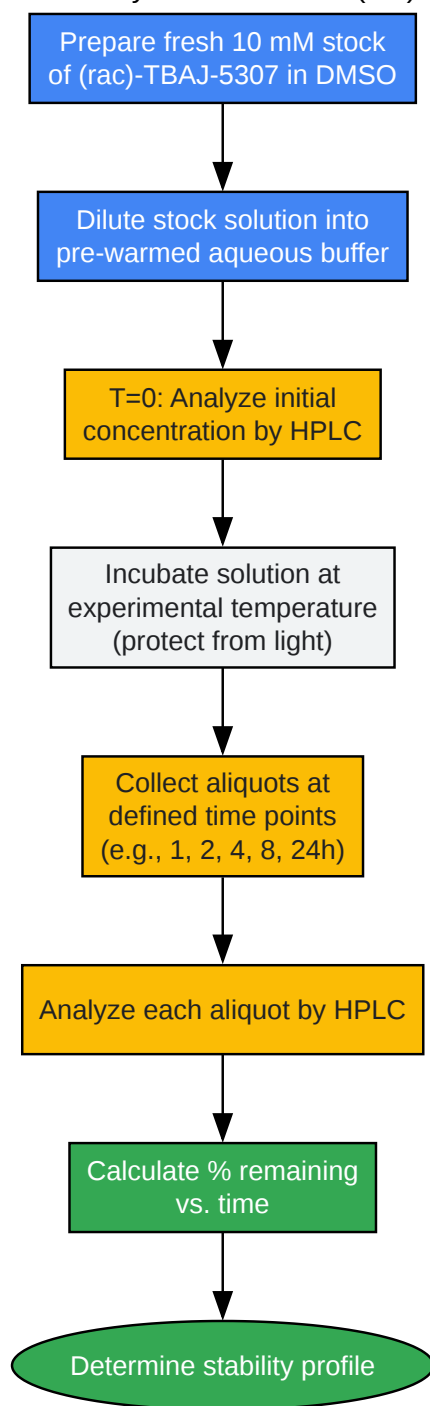 Prepare fresh 10 mM stock
of (rac)-TBAJ-5307 in DMSO
Dilute stock solution into
pre-warmed aqueous buffer
T=0: Analyze initial
concentration by HPLC
Incubate solution at
experimental temperature
(protect from light)
Collect aliquots at
defined time points
(e.g., 1, 2, 4, 8, 24h)
Analyze each aliquot by HPLC
Calculate % remaining
vs. time
Determine stability profile